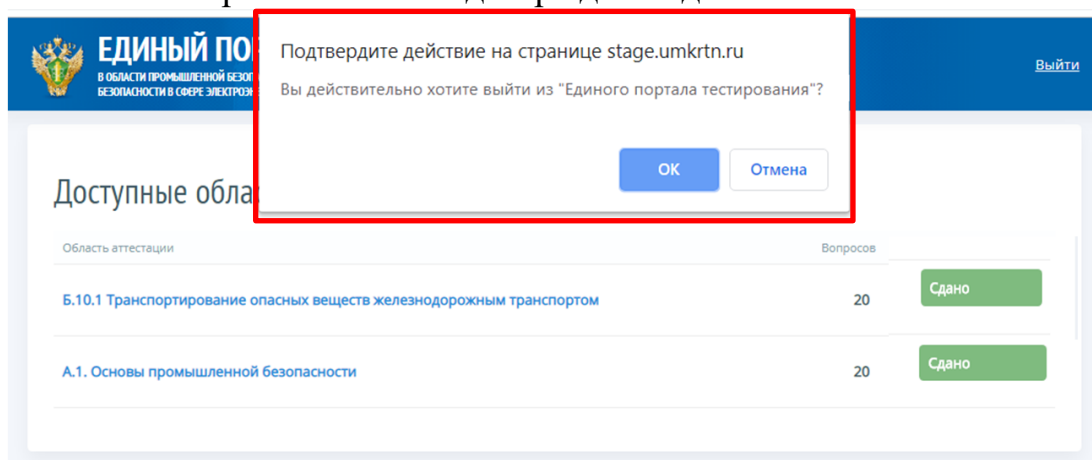 ЕДИНЫЙ ПО
В ОБЛАСТИ ПРОМЫШЛЕННОЙ
БЕЗОПАСНОСТИ В СФЕРЕ
Выйти
Подтвердите действие на странице stage.umkrtn.ru
Вы действительно хотите выйти из "Единого портала тестирования"?
ОК Отмена
Доступные обла
Область аттестации Вопросов
Б.10.1 Транспортирование опасных веществ железнодорожным транспортом 20 Сдано
А.1. Основы промышленной безопасности 20 Сдано